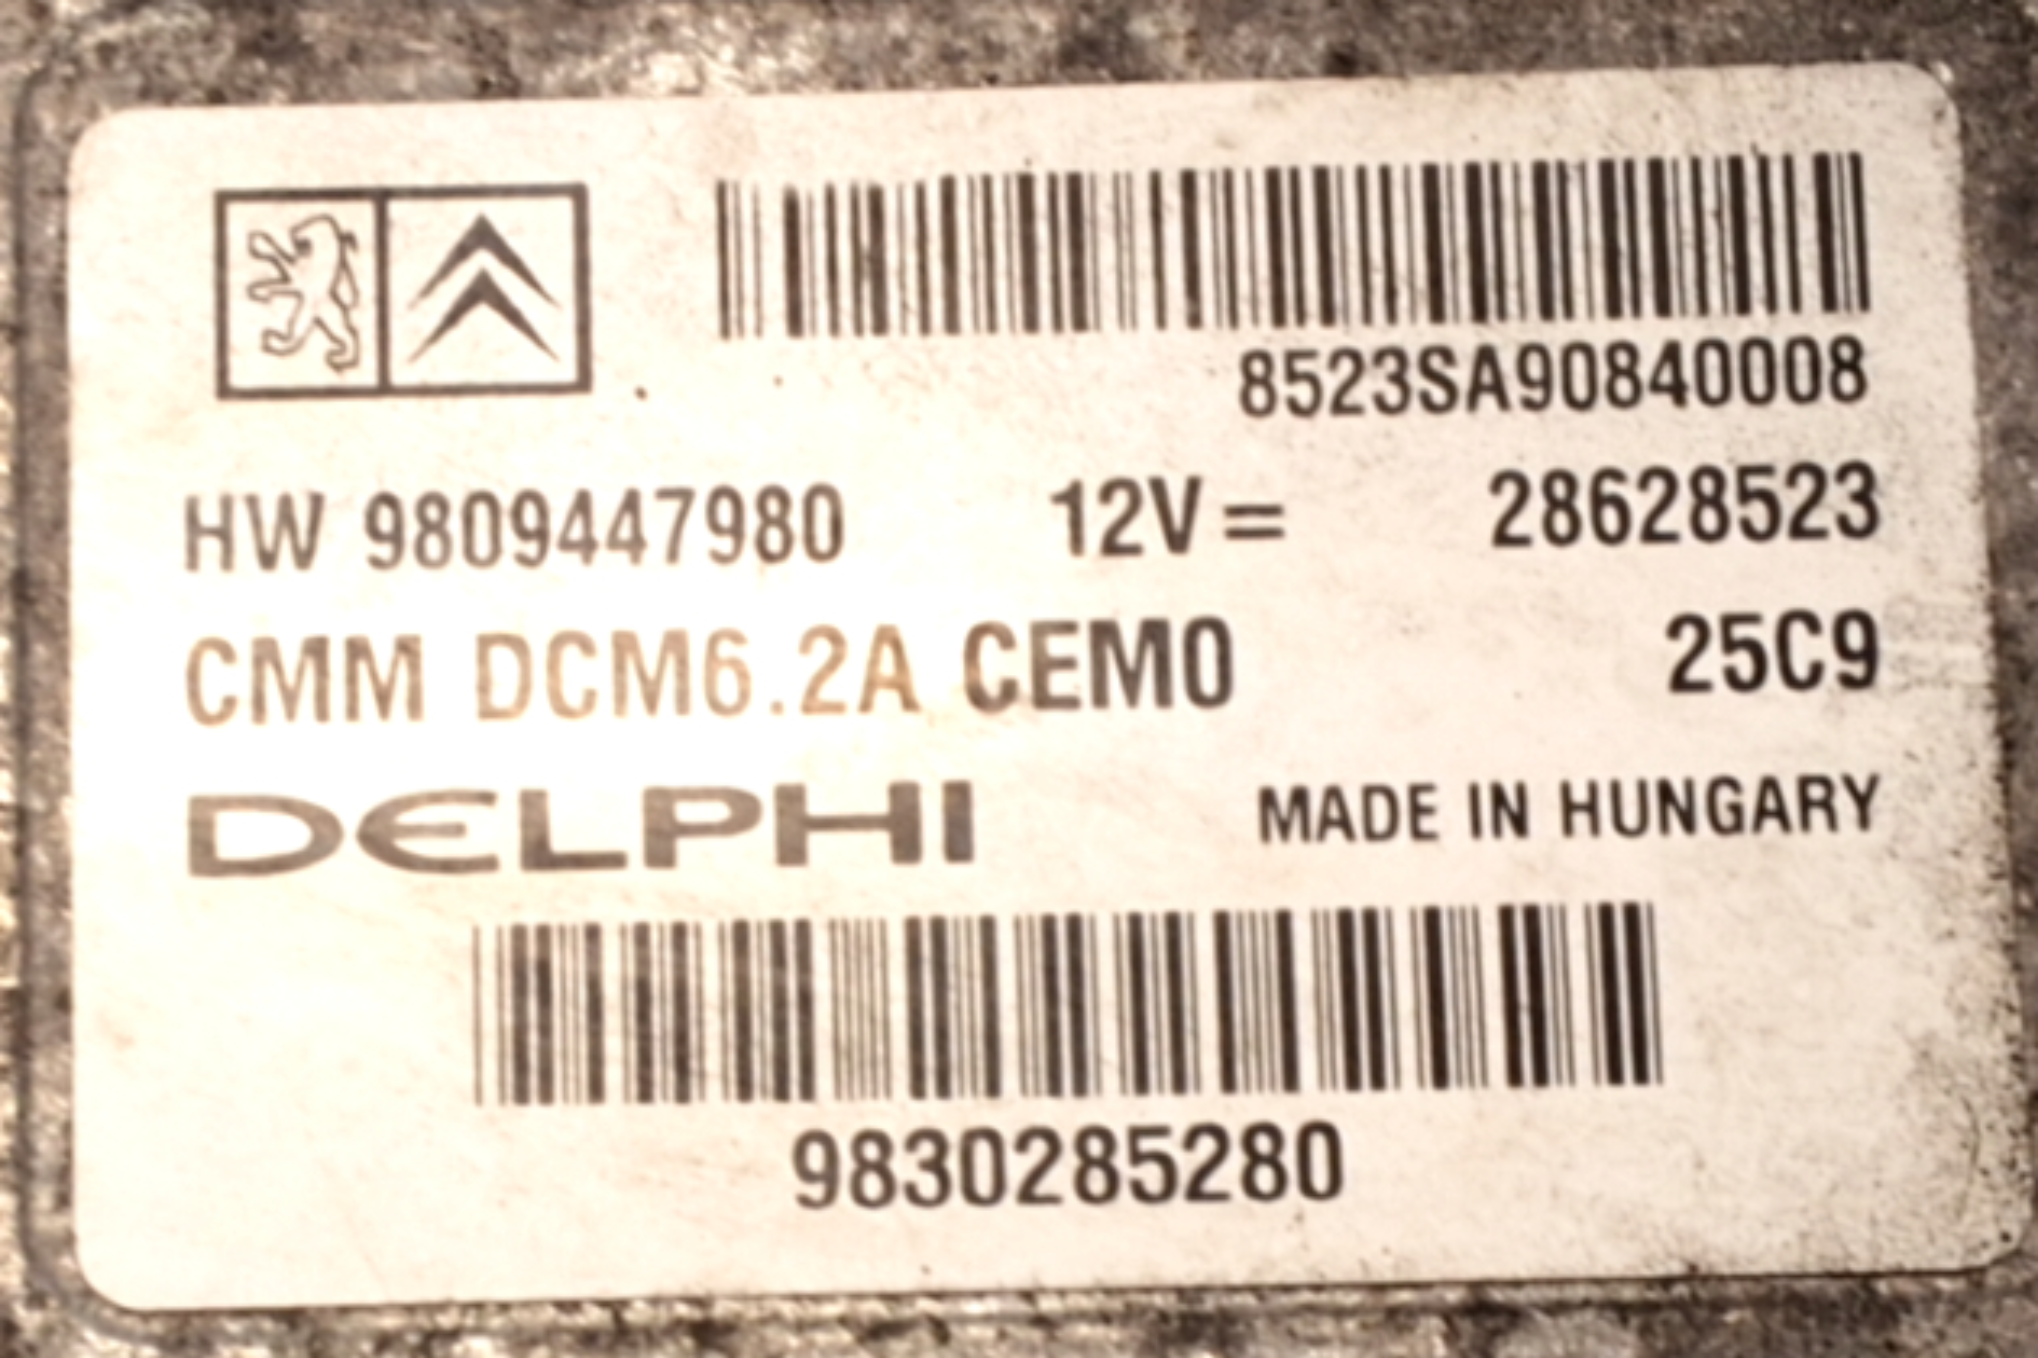 8523SA90840008
HW 9809447980 12V= 28628523
CMM DCM6.2A CEM0 25C9
DELPHI MADE IN HUNGARY
9830285280